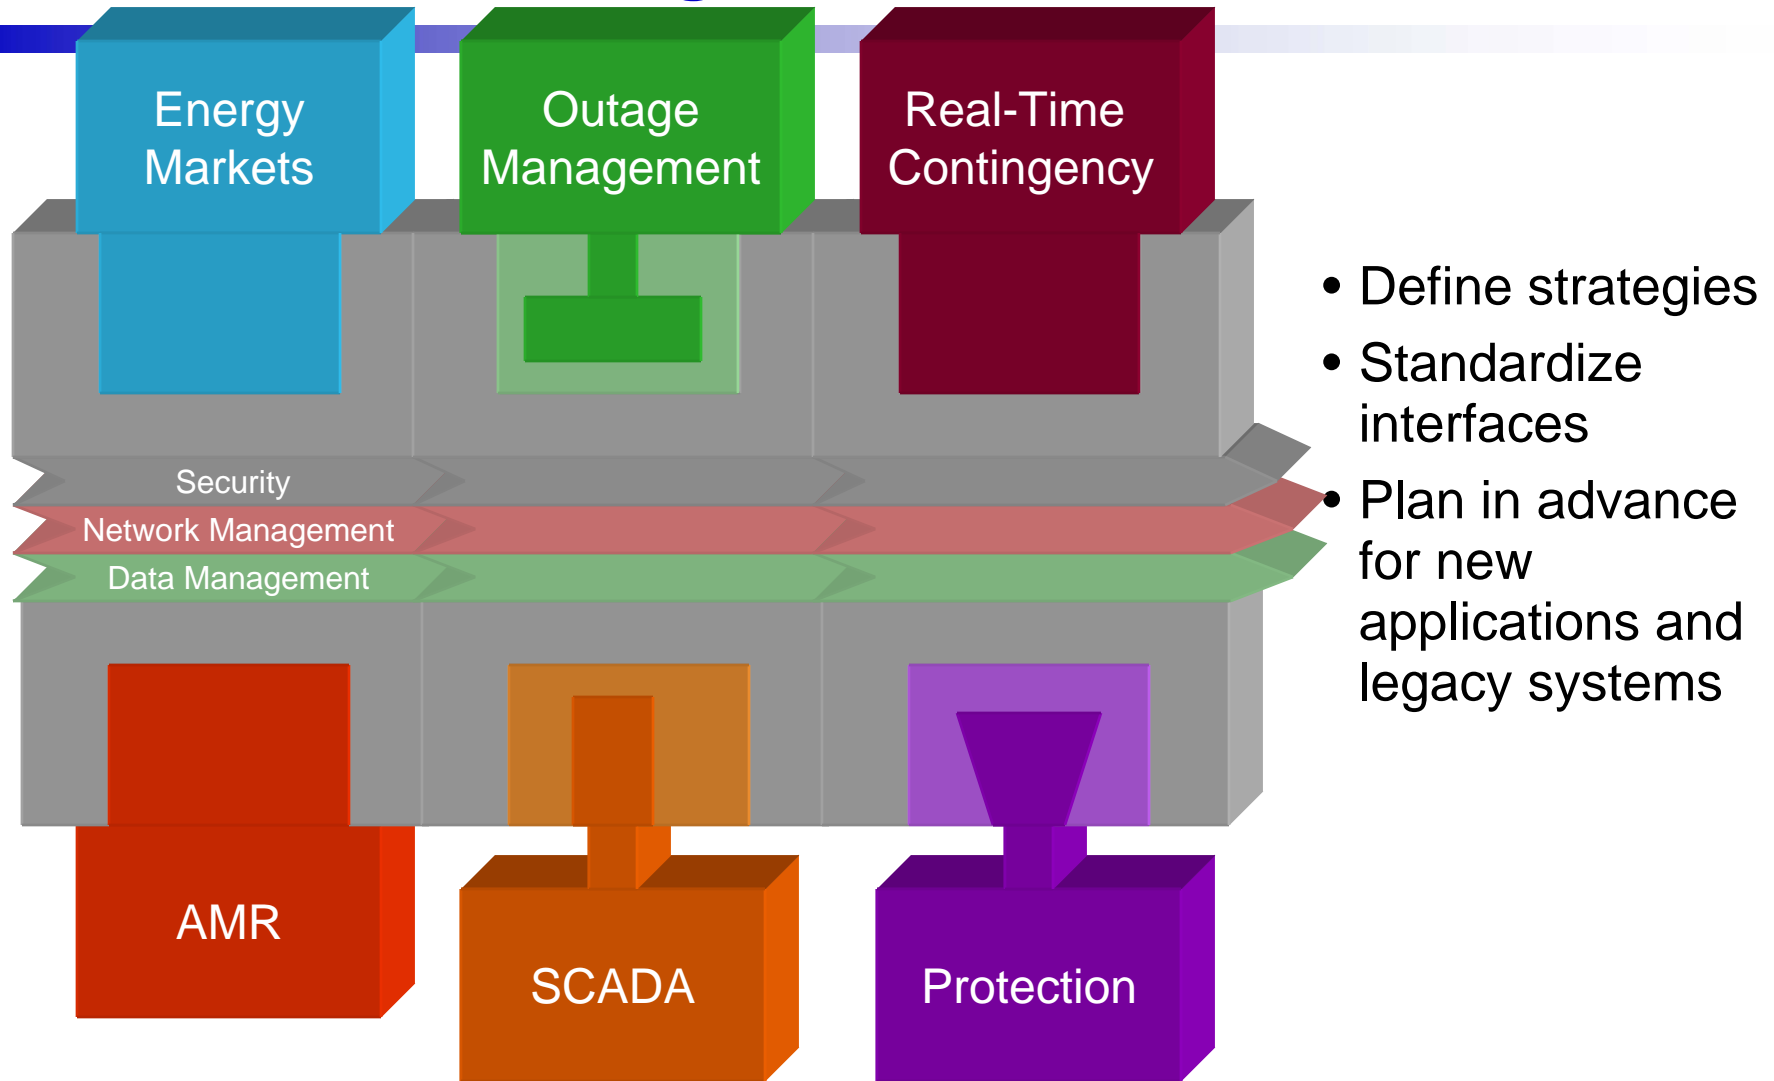 Energy
Markets
Outage
Management
Real-Time
Contingency
Security
Network Management
Data Management
AMR
SCADA
Protection
• Define strategies
• Standardize
interfaces
• Plan in advance
for new
applications and
legacy systems